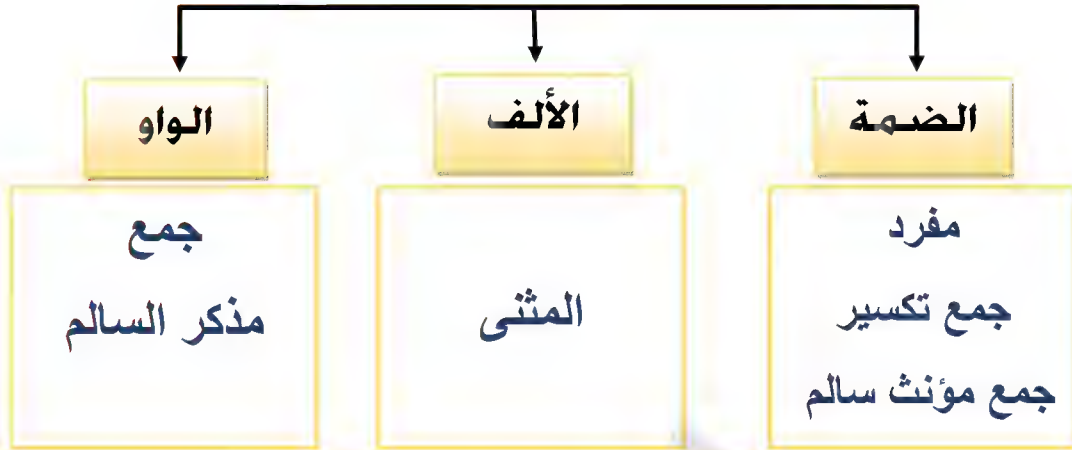 الضمة
الألف
الواو
مفرد
جمع تكسير
جمع مؤنث سالم
المثنى
جمع
مذكر السالم